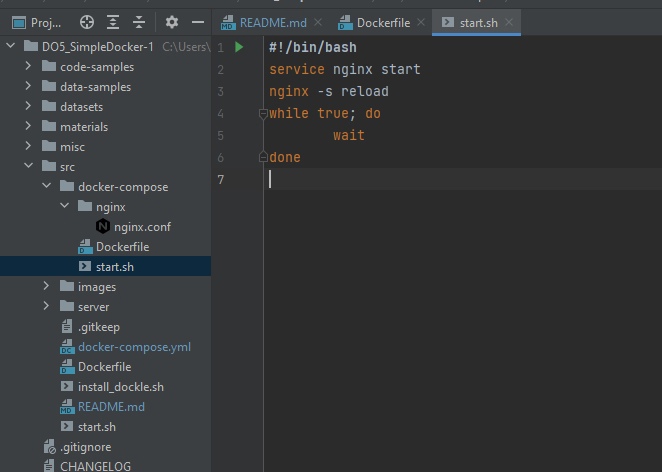 Proj...
README.md
Dockerfile
start.sh
DO5_SimpleDocker-1 C:\Users\
code-samples
data-samples
datasets
materials
misc
src
docker-compose
nginx
nginx.conf
Dockerfile
start.sh
images
server
.gitkeep
docker-compose.yml
Dockerfile
install_dockle.sh
README.md
start.sh
.gitignore
CHANGELOG
1 #!/bin/bash
2 service nginx start
3 nginx -s reload
4 while true; do
5 wait
6 done
7